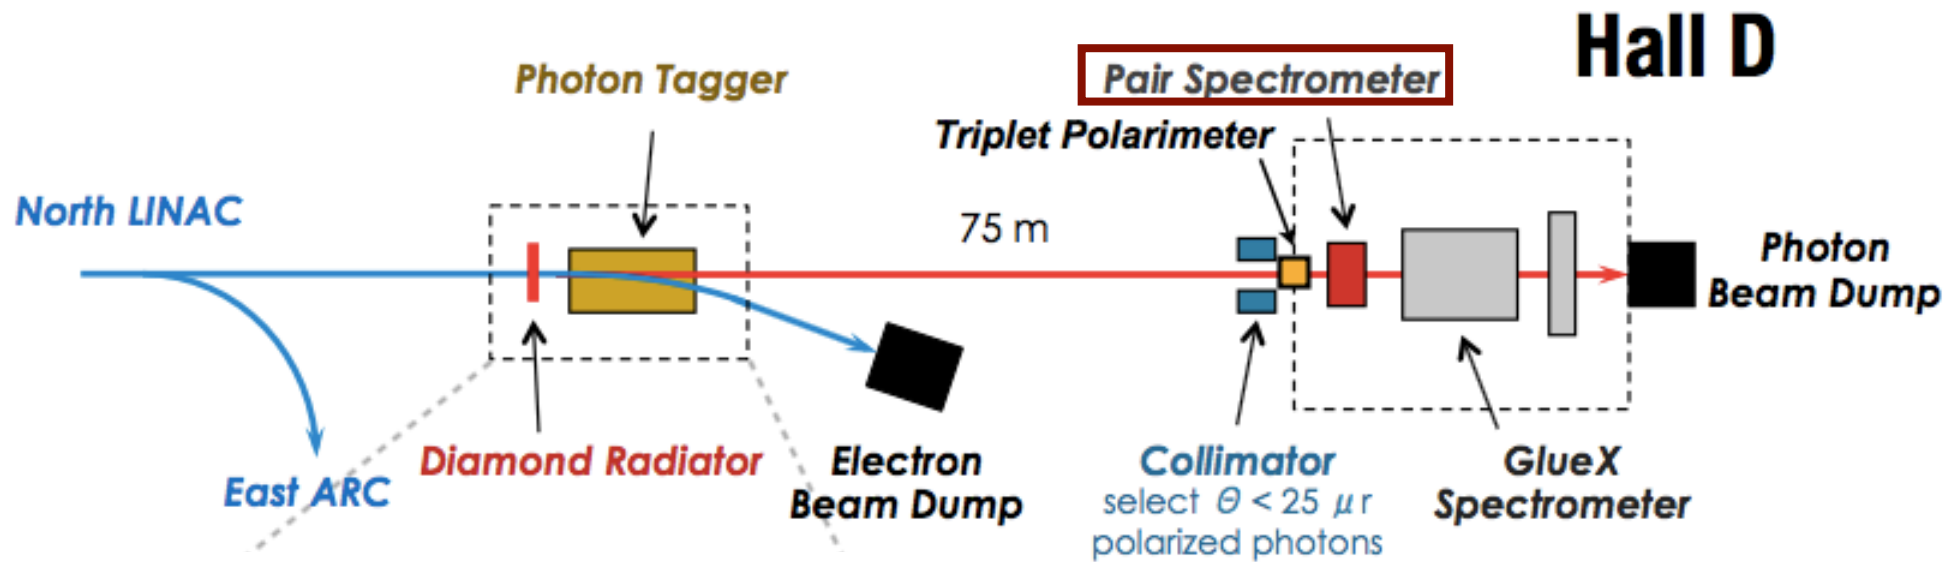 Hall D
Photon Tagger
Pair Spectrometer
Triplet Polarimeter
North LINAC
75 m
Photon
Beam Dump
Diamond Radiator
Electron
Beam Dump
Collimator
select Θ < 25 μ r
polarized photons
GlueX
Spectrometer
East ARC